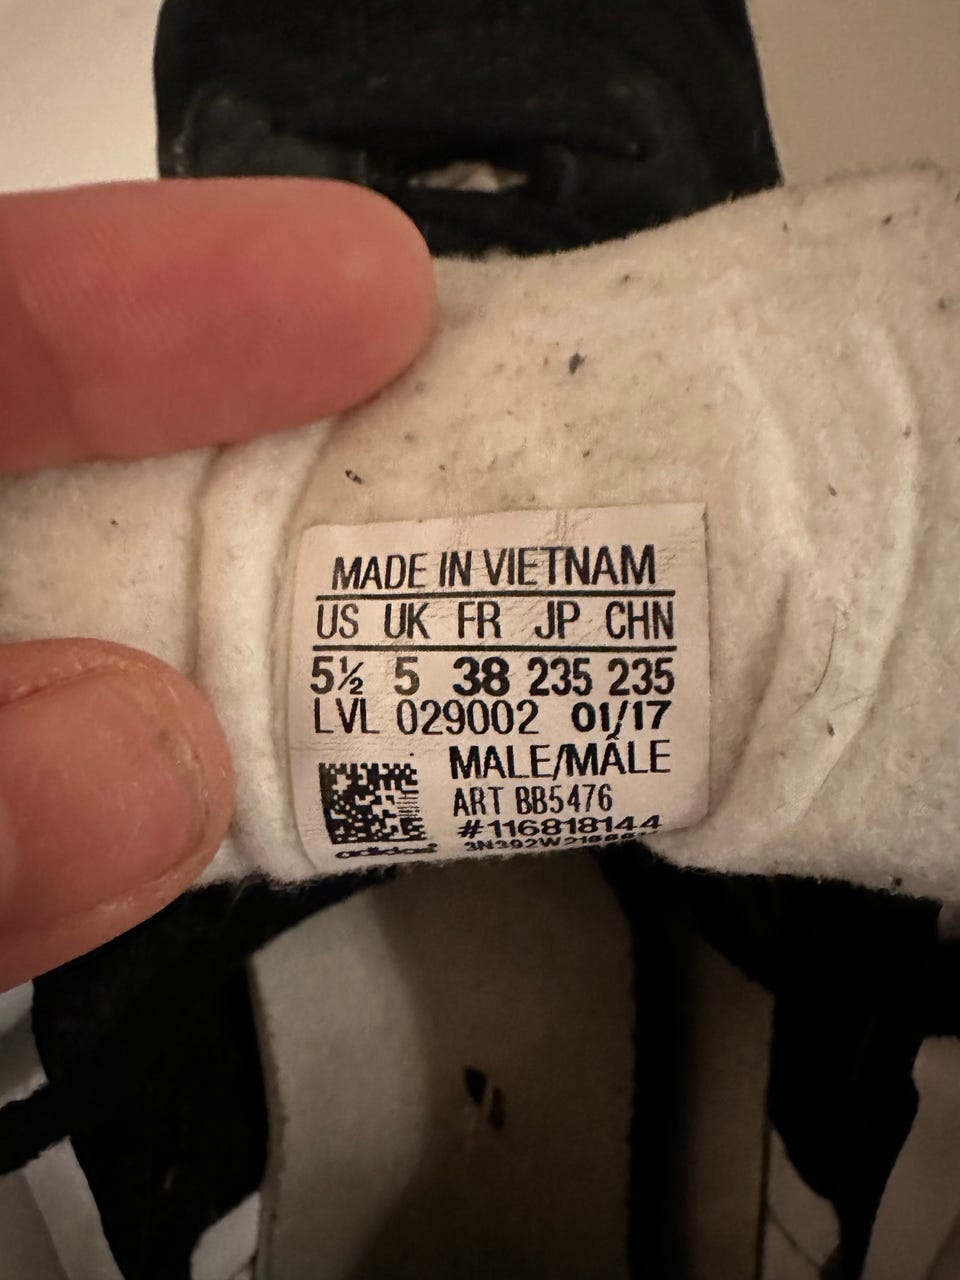 MADE IN VIETNAM
US UK FR JP CHN
5½ 5 38 235 235
LVL 029002 01/17
MALE/MÂLE
ART BB5476
#116818144
adidas